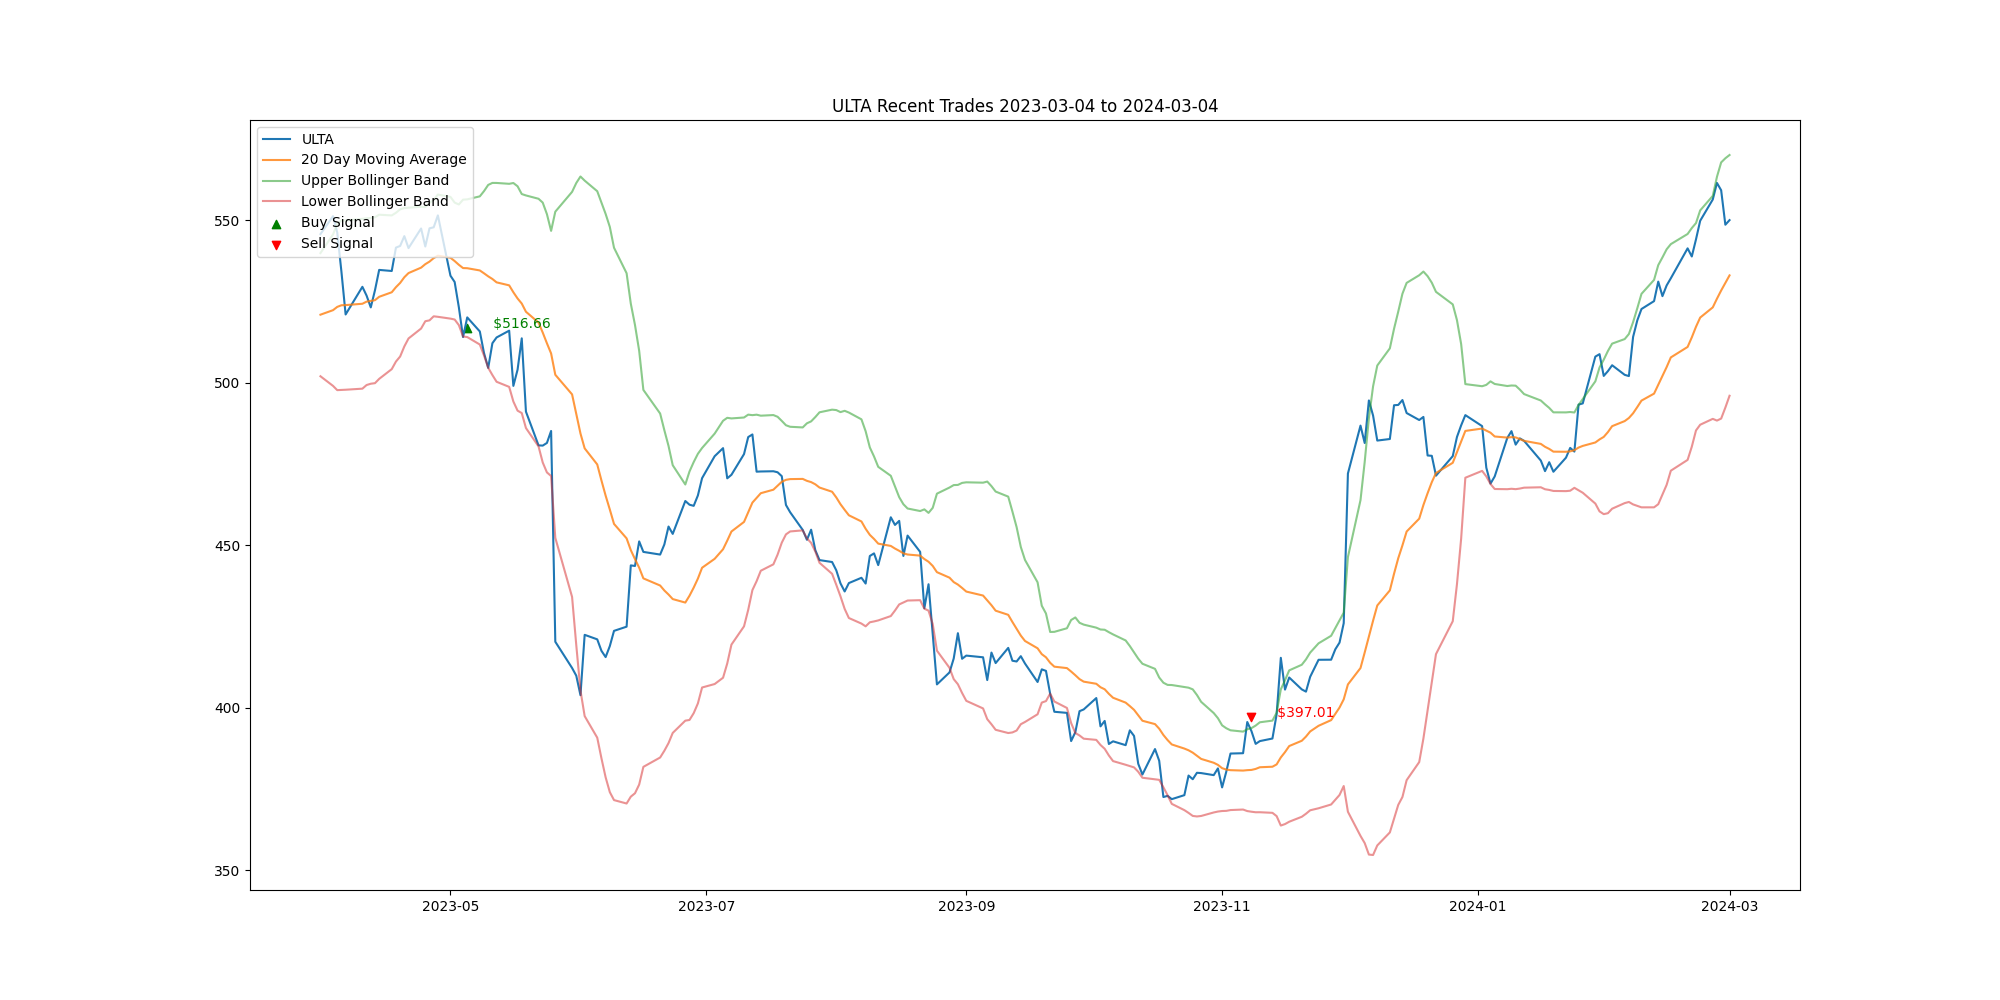 ULTA Recent Trades 2023-03-04 to 2024-03-04
ULTA
20 Day Moving Average
Upper Bollinger Band
Lower Bollinger Band
Buy Signal
Sell Signal
550
500
450
400
350
$516.66
$397.01
2023-05
2023-07
2023-09
2023-11
2024-01
2024-03